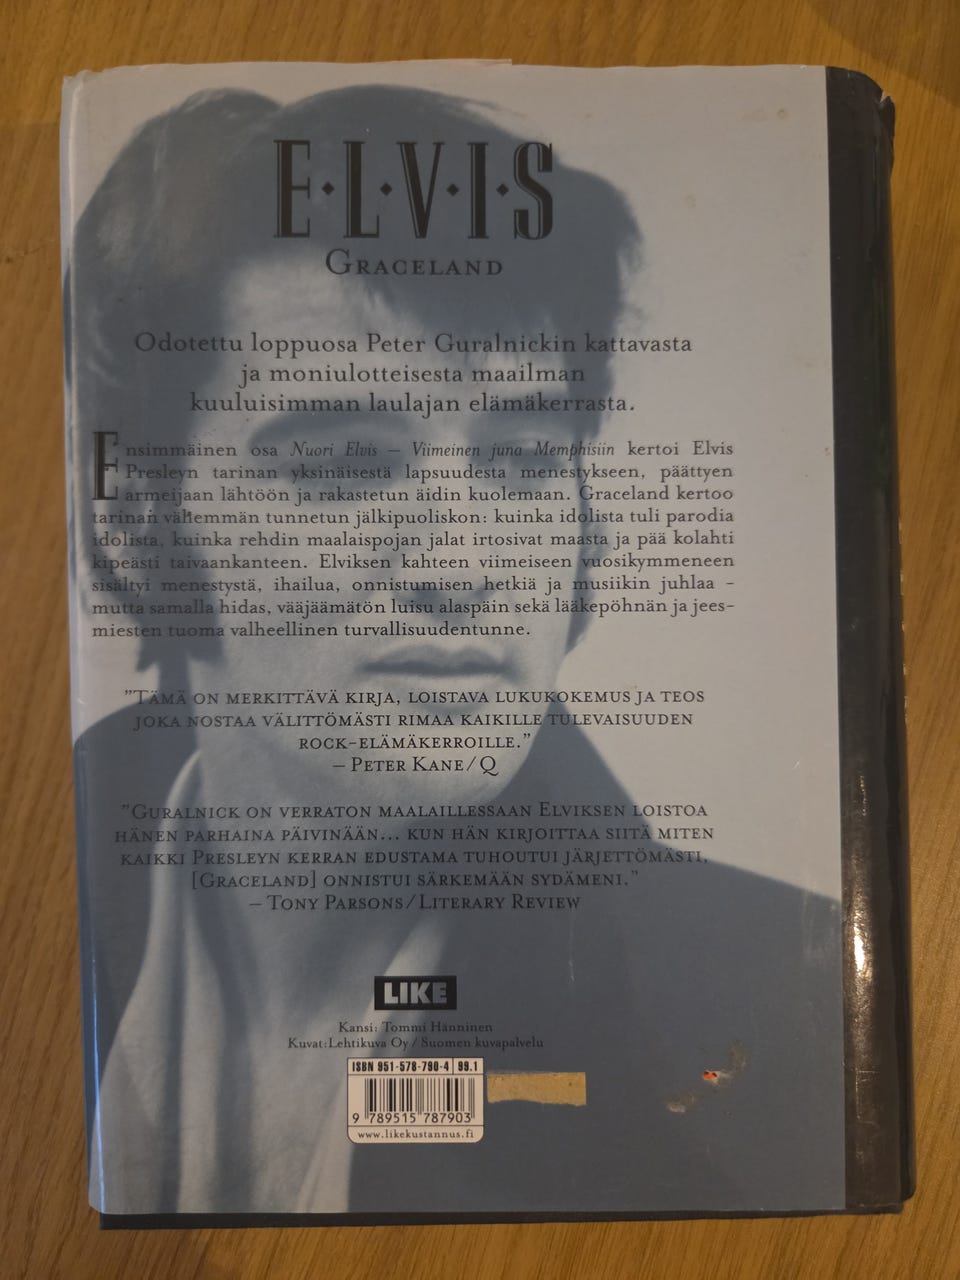 E·L·V·I·S
GRACELAND
Odotettu loppuosa Peter Guralnickin kattavasta
ja moniulotteisesta maailman
kuuluisimman laulajan elämäkerrasta.
Ensimmäinen osa Nuori Elvis – Viimeinen juna Memphisiin kertoi Elvis
Presleyn tarinan yksinäisestä lapsuudesta menestykseen, päättyen
armeijaan lähtöön ja rakastetun äidin kuolemaan. Graceland kertoo
tarinan vähemmän tunnetun jälkipuoliskon: kuinka idolista tuli parodia
idolista, kuinka rehdin maalaispojan jalat irtosivat maasta ja pää kolahti
kipeästi taivaankanteen. Elviksen kahteen viimeiseen vuosikymmeneen
sisältyi menestystä, ihailua, onnistumisen hetkiä ja musiikin juhlaa –
mutta samalla hidas, vääjäämätön luisu alaspäin sekä lääkepöhnän ja jees-
miesten tuoma valheellinen turvallisuudentunne.
"TÄMÄ ON MERKITTÄVÄ KIRJA, LOISTAVA LUKUKOKEMUS JA TEOS
JOKA NOSTAA VÄLITTÖMÄSTI RIMAA KAIKILLE TULEVAISUUDEN
ROCK-ELÄMÄKERROILLE."
– PETER KANE/Q
"GURALNICK ON VERRATON MAALAILLESSAAN ELVIKSEN LOISTOA
HÄNEN PARHAINA PÄIVINÄÄN... KUN HÄN KIRJOITTAA SIITÄ MITEN
KAIKKI PRESLEYN KERRAN EDUSTAMA TUHOUTUI JÄRJETTÖMÄSTI,
[GRACELAND] ONNISTUI SÄRKEMÄÄN SYDÄMENI."
– TONY PARSONS/LITERARY REVIEW
LIKE
Kansi: Tommi Hänninen
Kuvat:Lehtikuva Oy / Suomen kuvapalvelu
ISBN 951-578-790-4 99.1
9 789515 787903
www.likekustannus.fi